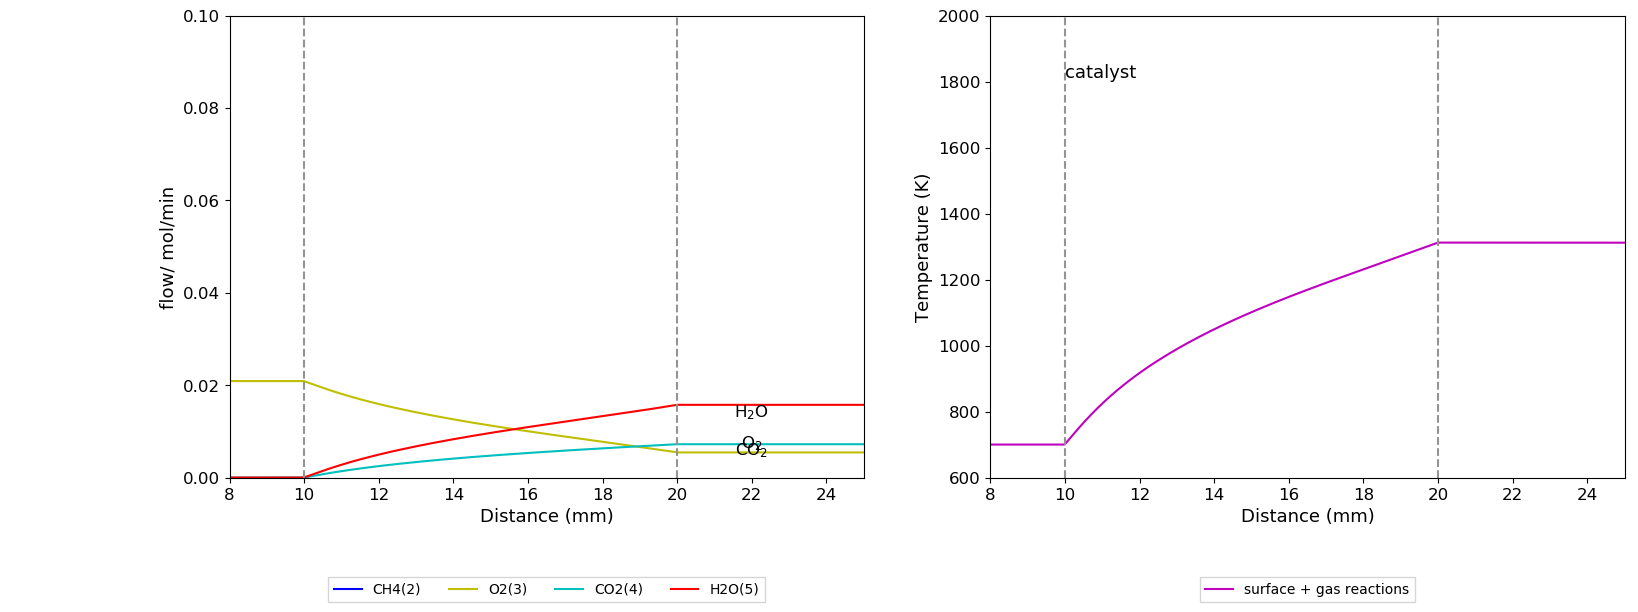 0.10
0.08
0.06
0.04
0.02
0.00
flow/ mol/min
H₂O
O₂
CO₂
8 10 12 14 16 18 20 22 24
Distance (mm)
CH4(2) O2(3) CO2(4) H2O(5)
2000
1800
1600
1400
1200
1000
800
600
Temperature (K)
catalyst
8 10 12 14 16 18 20 22 24
Distance (mm)
surface + gas reactions